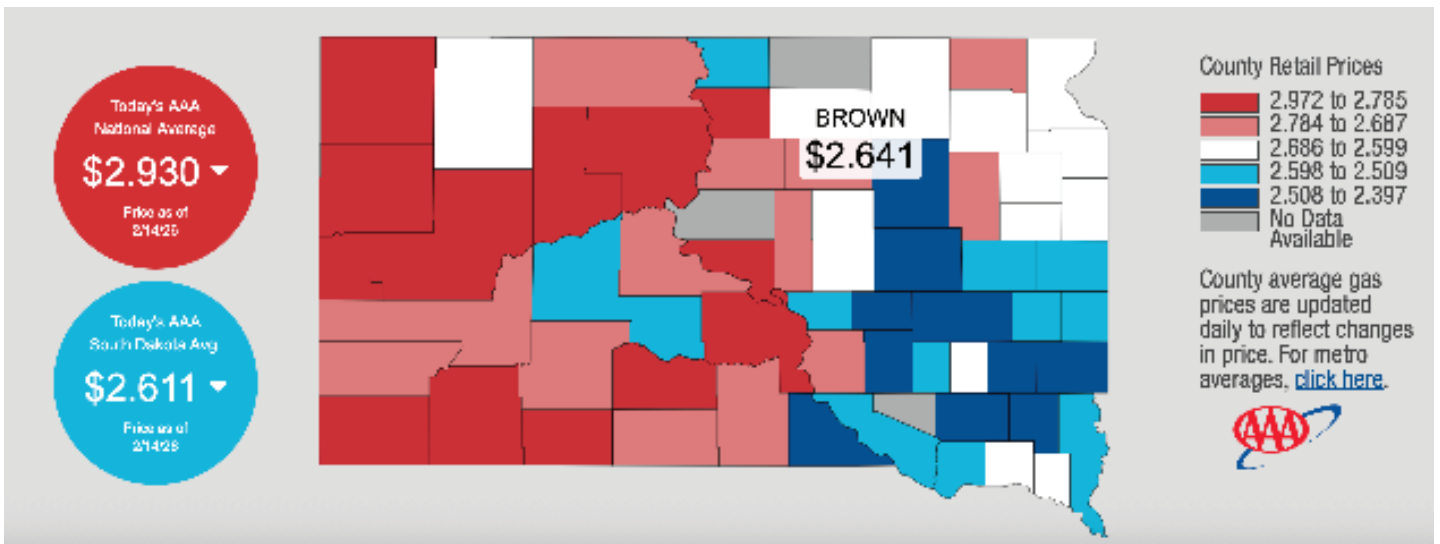 Today's AAA
National Average
$2.930
Price as of
2/14/26
Today's AAA
South Dakota Avg
$2.611
Price as of
2/14/26
BROWN
$2.641
County Retail Prices
2.972 to 2.785
2.784 to 2.687
2.686 to 2.599
2.598 to 2.509
2.508 to 2.397
No Data
Available
County average gas
prices are updated
daily to reflect changes
in price. For metro
averages, click here.
AAA